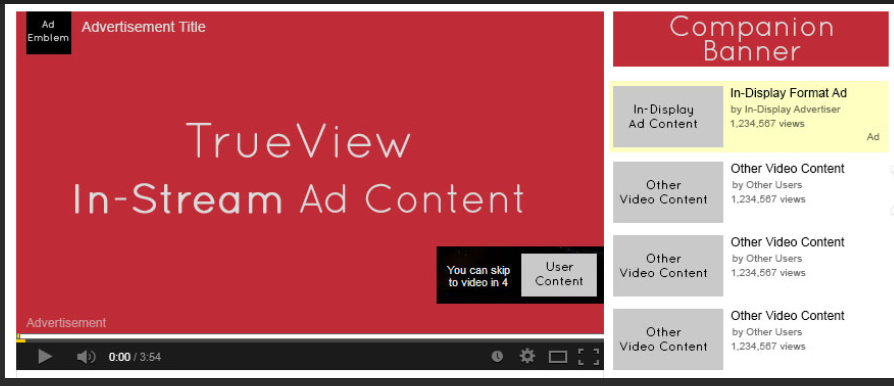 Ad
Emblem
Advertisement Title
TrueView
In-Stream Ad Content
You can skip
to video in 4
User
Content
Advertisement
0:00 / 3:54
Companion
Banner
In-Display
Ad Content
In-Display Format Ad
by In-Display Advertiser
1,234,567 views
Ad
Other
Video Content
Other Video Content
by Other Users
1,234,567 views
Other
Video Content
Other Video Content
by Other Users
1,234,567 views
Other
Video Content
Other Video Content
by Other Users
1,234,567 views